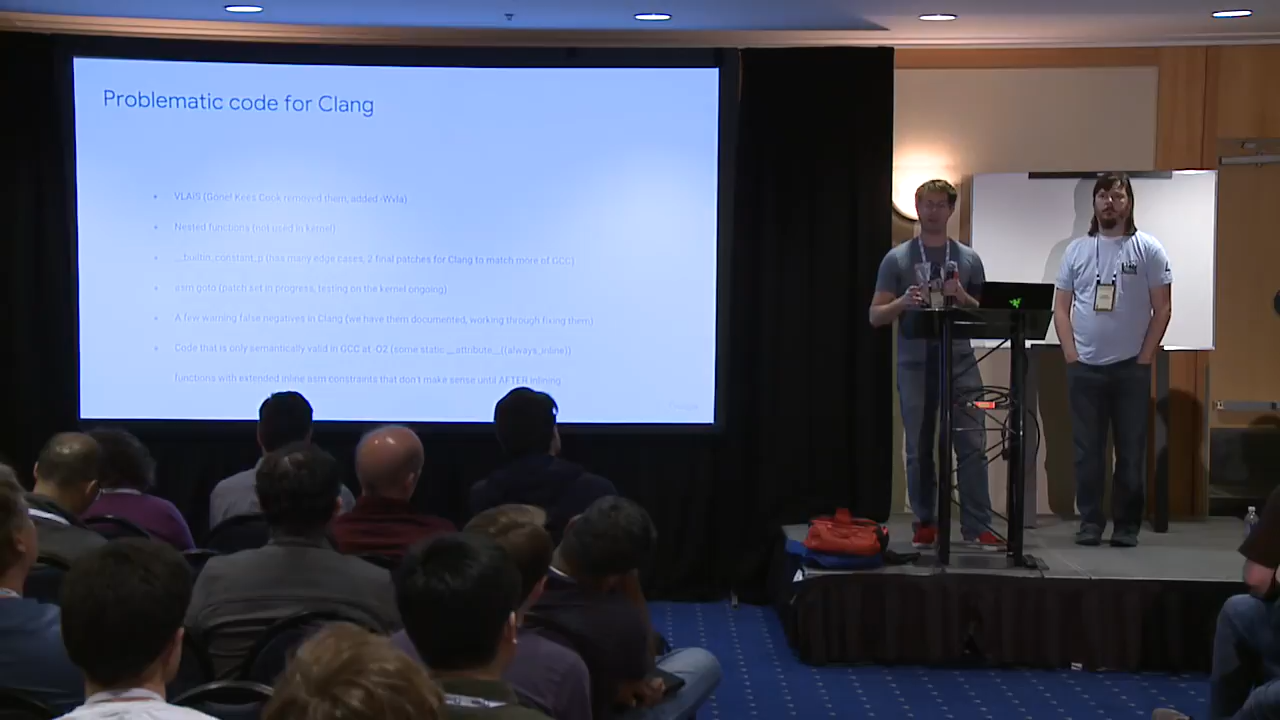 Problematic code for Clang
VLAIS (Gone! Kees Cook removed them, added -Wvla)
Nested functions (not used in kernel)
__builtin_constant_p (has many edge cases, 2 final patches for Clang to match more of GCC)
asm goto (patch set in progress, testing on the kernel ongoing)
A few warning false negatives in Clang (we have them documented, working through fixing them)
Code that is only semantically valid in GCC at -O2 (some static __attribute__((always_inline))
functions with extended inline asm constraints that don't make sense until AFTER inlining
Google